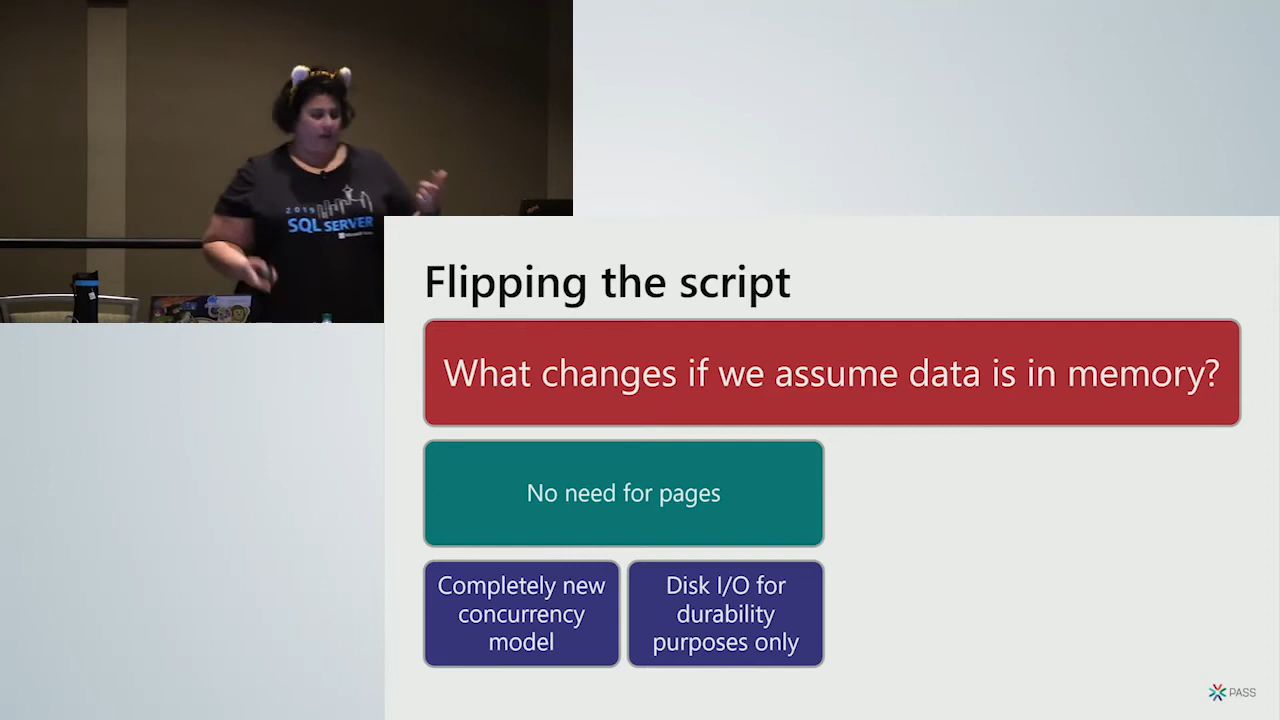 2019
SQL SERVER
Flipping the script
What changes if we assume data is in memory?
No need for pages
Completely new
concurrency
model
Disk I/O for
durability
purposes only
PASS